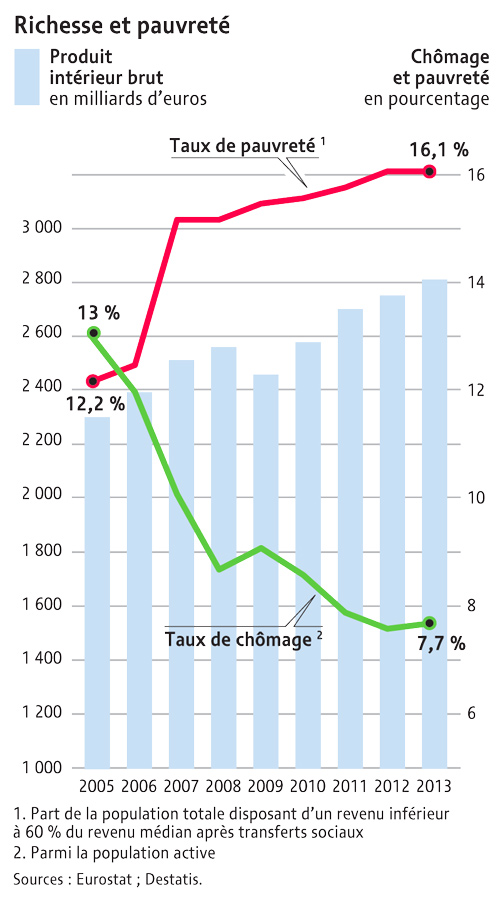 Richesse et pauvreté
Produit
intérieur brut
en milliards d'euros
Chômage
et pauvreté
en pourcentage
Taux de pauvreté 1
16,1 %
16
3 000
2 800
14
13 %
2 600
2 400
12
12,2 %
2 200
2 000
10
1 800
1 600
8
Taux de chômage 2
7,7 %
1 400
1 200
6
1 000
2005 2006 2007 2008 2009 2010 2011 2012 2013
1. Part de la population totale disposant d'un revenu inférieur
à 60 % du revenu médian après transferts sociaux
2. Parmi la population active
Sources : Eurostat ; Destatis.